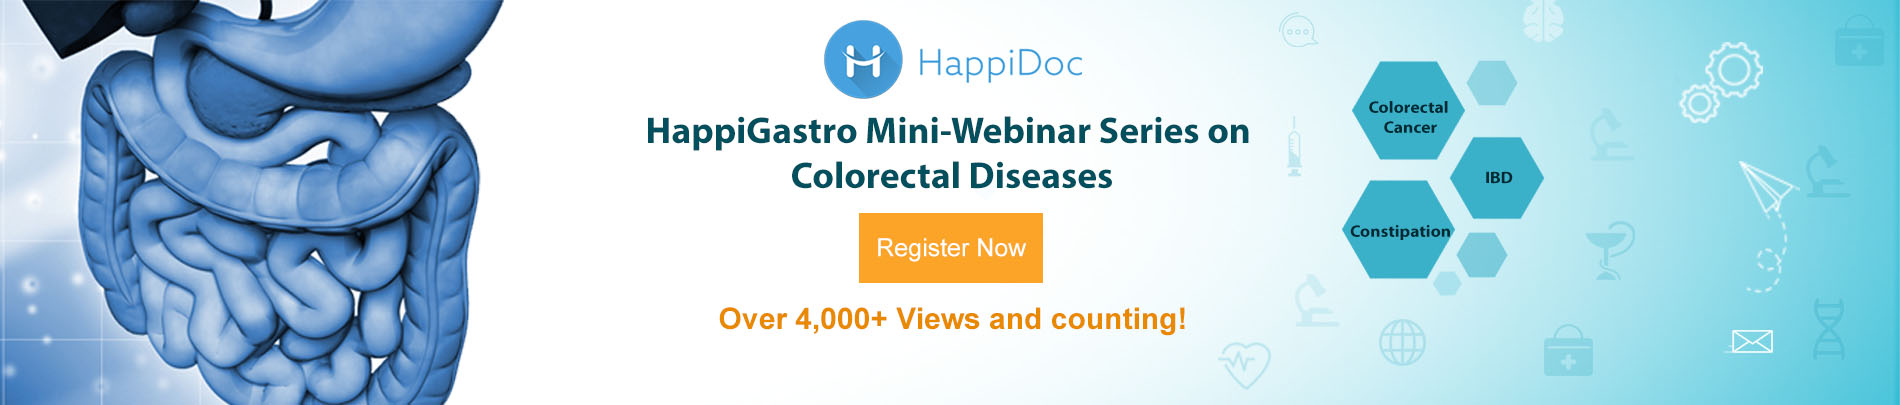 HappiDoc
HappiGastro Mini-Webinar Series on
Colorectal Diseases
Register Now
Over 4,000+ Views and counting!
Colorectal
Cancer
IBD
Constipation